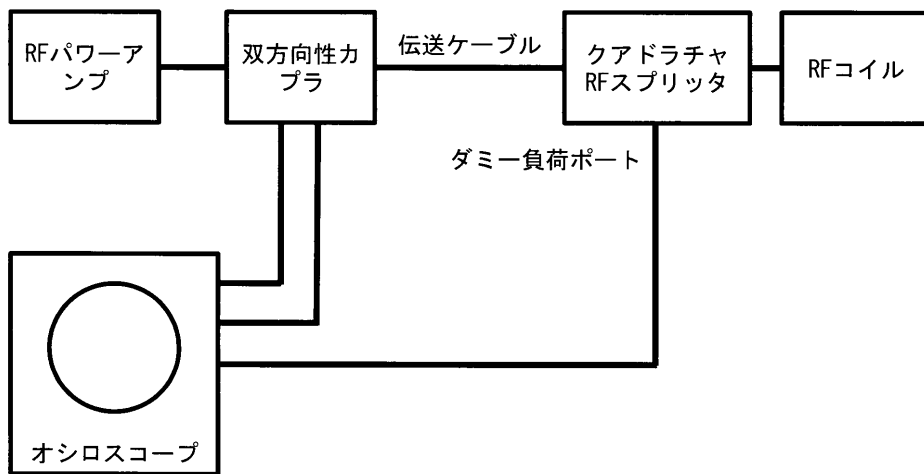 RFパワーア
ンプ
双方向性カ
プラ
伝送ケーブル
クアドラチャ
RFスプリッタ
RFコイル
ダミー負荷ポート
オシロスコープ